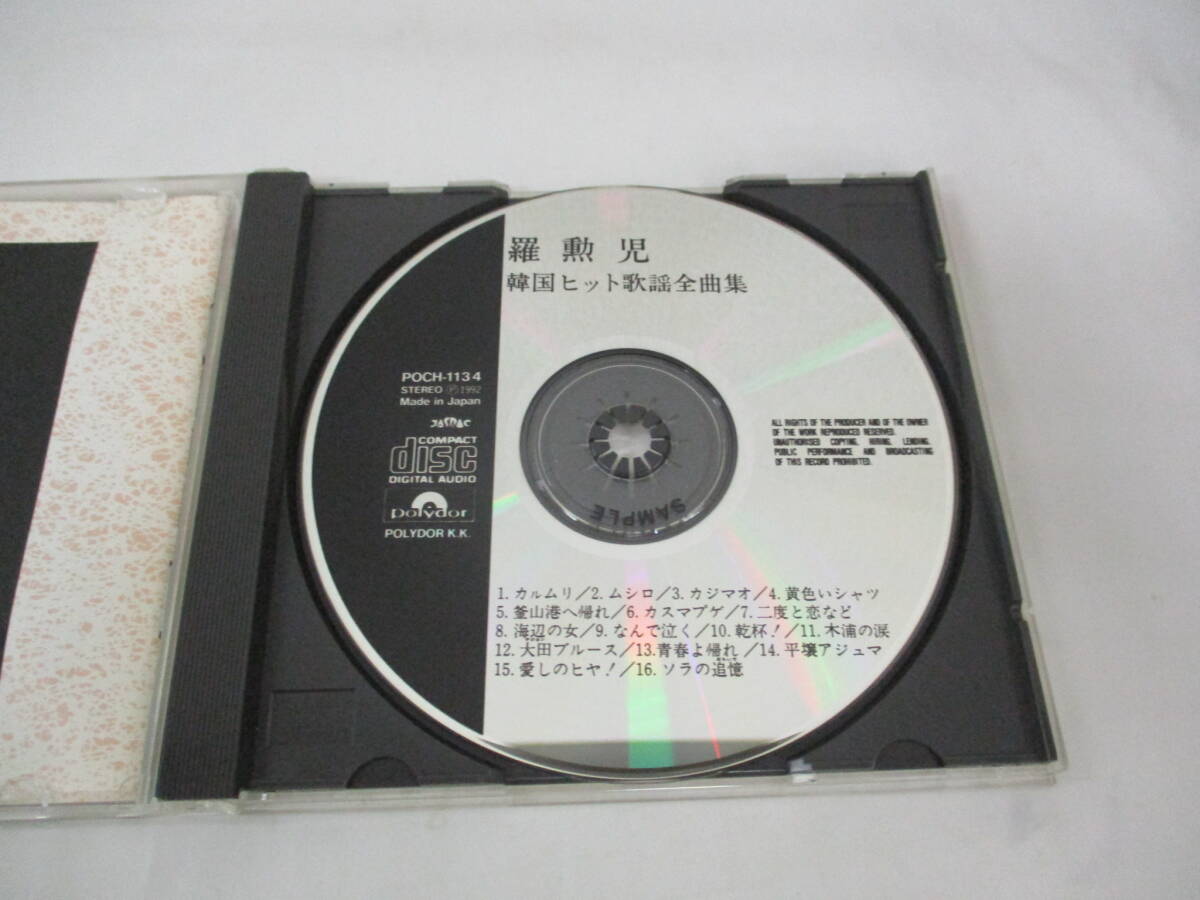 羅勲児
韓国ヒット歌謡全曲集
POCH-1134
STEREO Ⓟ1992
Made in Japan
JASRAC
COMPACT
disc
DIGITAL AUDIO
polydor
POLYDOR K.K.
ALL RIGHTS OF THE PRODUCER AND OF THE OWNER
OF THE WORK REPRODUCED RESERVED.
UNAUTHORISED COPYING, HIRING, LENDING,
PUBLIC PERFORMANCE AND BROADCASTING
OF THIS RECORD PROHIBITED.
SAMPLE
1. カルムリ/2. ムシロ/3. カジマオ/4. 黄色いシャツ
5. 釜山港へ帰れ/6. カスマプゲ/7. 二度と恋など
8. 海辺の女/9. なんで泣く/10. 乾杯!/11. 木浦の涙
12. 大田ブルース/13. 青春よ帰れ/14. 平壌アジュマ
15. 愛しのヒヤ!/16. ソラの追憶